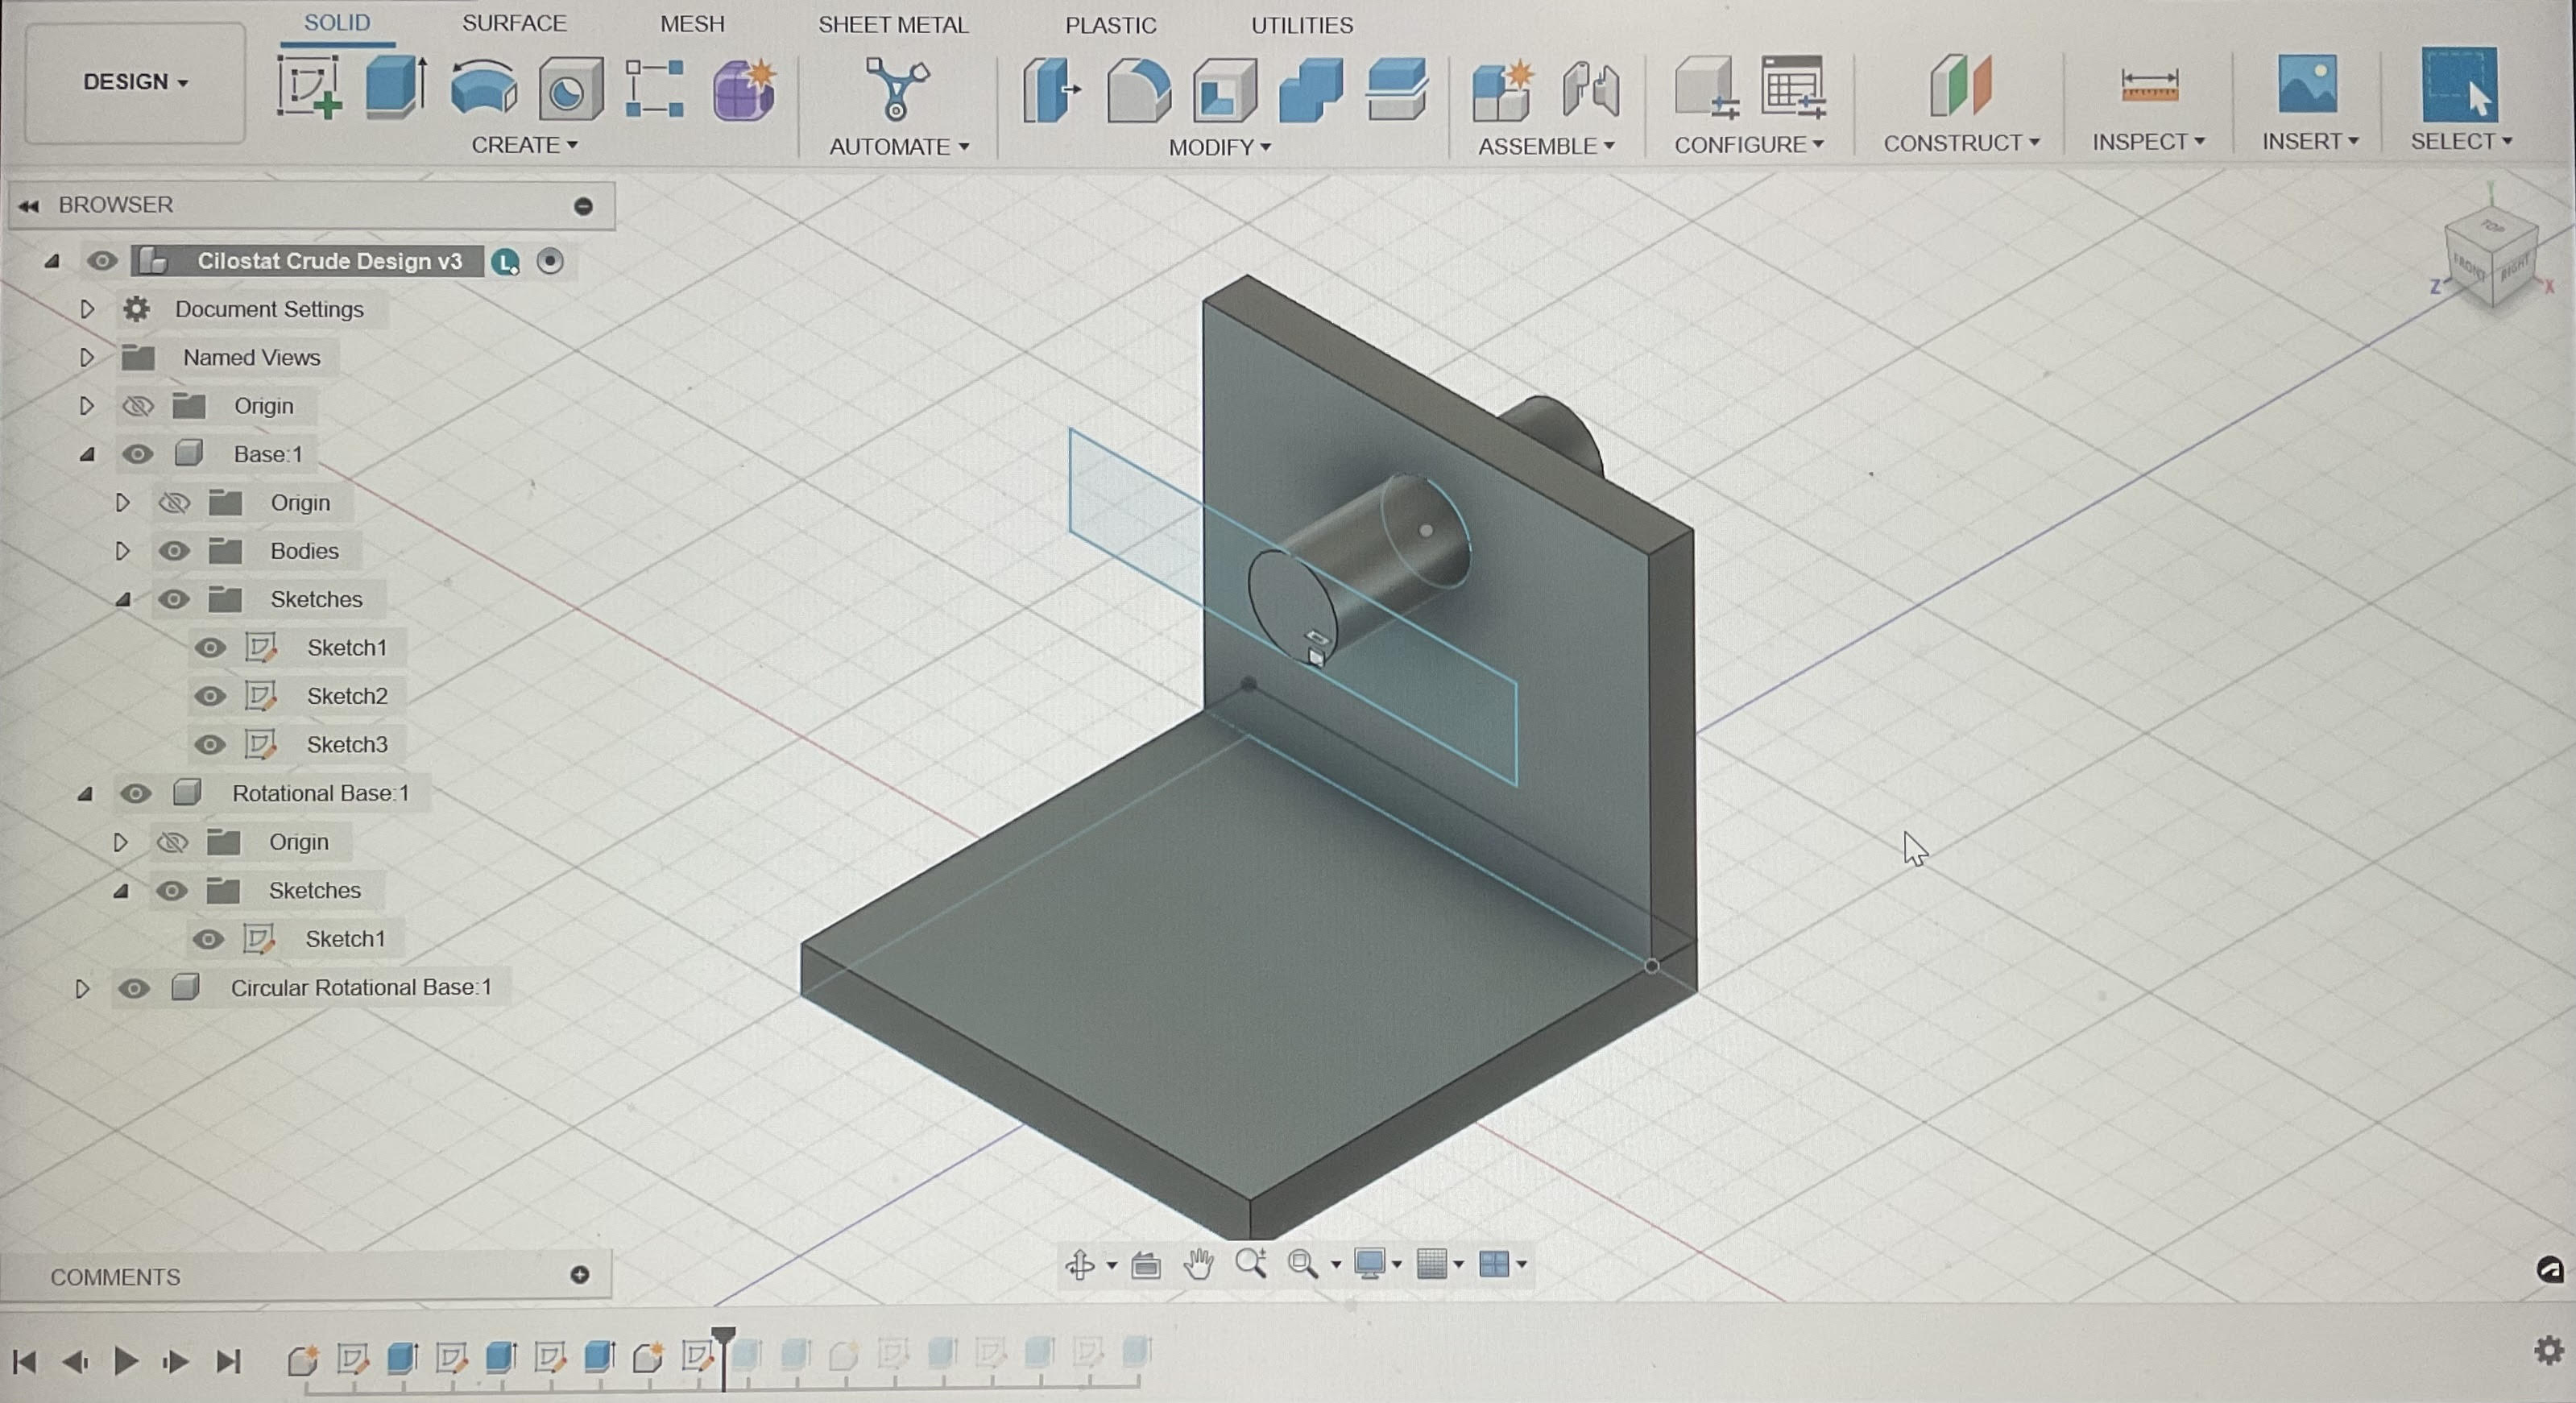 SOLID SURFACE MESH SHEET METAL PLASTIC UTILITIES
DESIGN
CREATE AUTOMATE MODIFY ASSEMBLE CONFIGURE CONSTRUCT INSPECT INSERT SELECT
BROWSER
Cilostat Crude Design v3 L
Document Settings
Named Views
Origin
Base:1
Origin
Bodies
Sketches
Sketch1
Sketch2
Sketch3
Rotational Base:1
Origin
Sketches
Sketch1
Circular Rotational Base:1
Y
TOP
FRONT RIGHT
Z X
COMMENTS